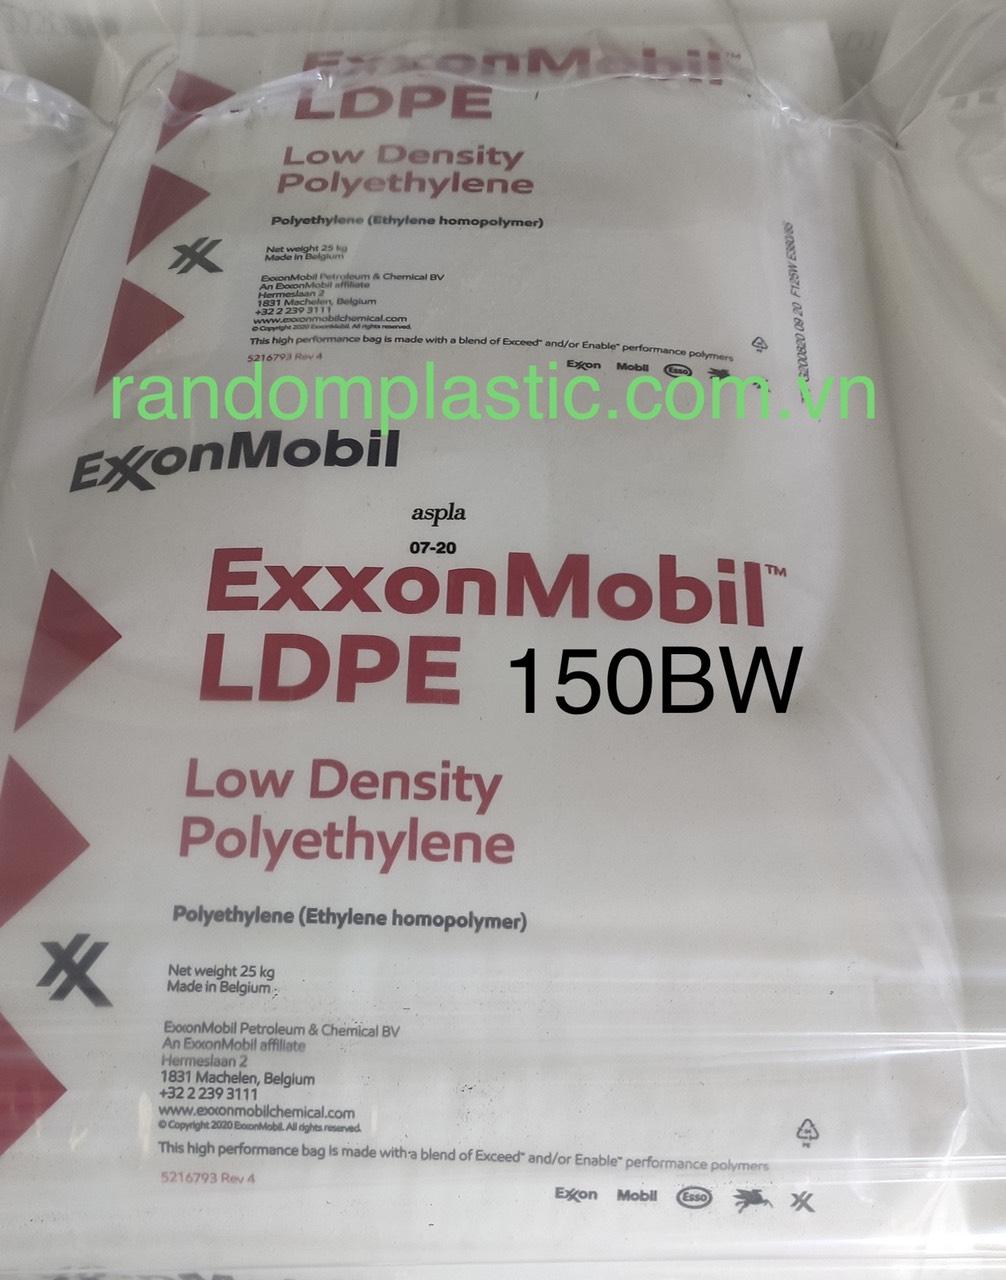 ExxonMobil™
LDPE
Low Density
Polyethylene
Polyethylene (Ethylene homopolymer)
Net weight 25 kg
Made in Belgium
ExxonMobil Petroleum & Chemical BV
An ExxonMobil affiliate
Hermeslaan 2
1831 Machelen, Belgium
+32 2 239 3111
www.exxonmobilchemical.com
© Copyright 2020 ExxonMobil. All rights reserved.
This high performance bag is made with a blend of Exceed™ and/or Enable™ performance polymers
5216793 Rev 4
Exxon Mobil Esso
randomplastic.com.vn
ExxonMobil
aspla
07-20
ExxonMobil™
LDPE 150BW
Low Density
Polyethylene
Polyethylene (Ethylene homopolymer)
Net weight 25 kg
Made in Belgium
ExxonMobil Petroleum & Chemical BV
An ExxonMobil affiliate
Hermeslaan 2
1831 Machelen, Belgium
+32 2 239 3111
www.exxonmobilchemical.com
© Copyright 2020 ExxonMobil. All rights reserved.
This high performance bag is made with a blend of Exceed™ and/or Enable™ performance polymers
PE
5216793 Rev 4
Exxon Mobil Esso